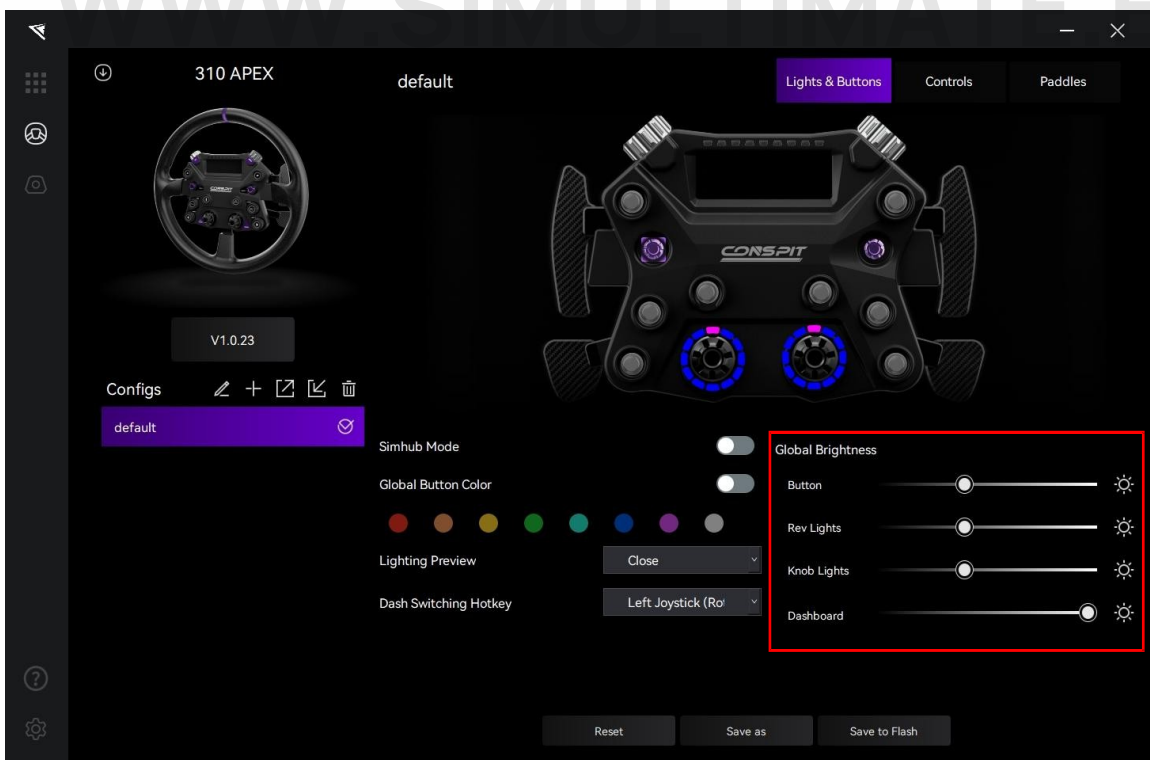 WWW.SIMULTIMATE.E
310 APEX
default
Lights & Buttons
Controls
Paddles
CONSPIT
V1.0.23
Configs
default
Simhub Mode
Global Button Color
Lighting Preview
Close
Dash Switching Hotkey
Left Joystick (Ro
Global Brightness
Button
Rev Lights
Knob Lights
Dashboard
Reset
Save as
Save to Flash